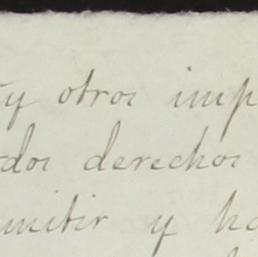 y otros imp
dos derechos
mitir y ha